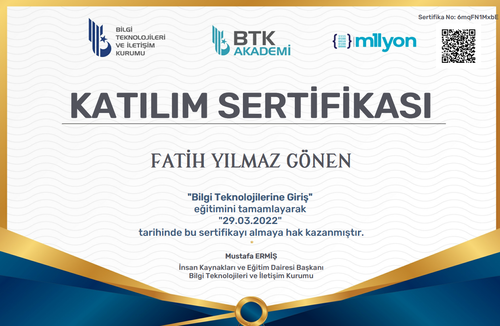 Sertifika No: 6mqFN1MxbE
BİLGİ
TEKNOLOJİLERİ
VE İLETİŞİM
KURUMU
BTK
AKADEMİ
1milyon
KATILIM SERTİFİKASI
FATİH YILMAZ GÖNEN
"Bilgi Teknolojilerine Giriş"
eğitimini tamamlayarak
"29.03.2022"
tarihinde bu sertifikayı almaya hak kazanmıştır.
Mustafa ERMİŞ
İnsan Kaynakları ve Eğitim Dairesi Başkanı
Bilgi Teknolojileri ve İletişim Kurumu